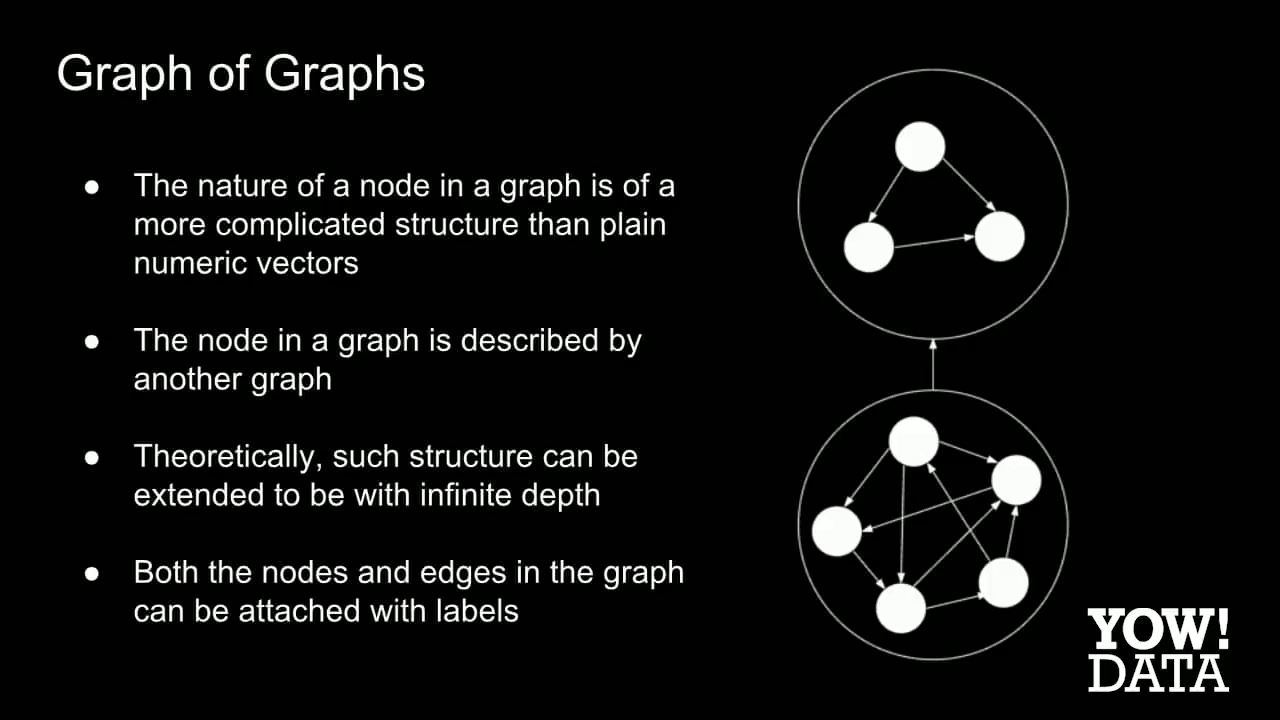 Graph of Graphs
● The nature of a node in a graph is of a
more complicated structure than plain
numeric vectors
● The node in a graph is described by
another graph
● Theoretically, such structure can be
extended to be with infinite depth
● Both the nodes and edges in the graph
can be attached with labels
YOW!
DATA